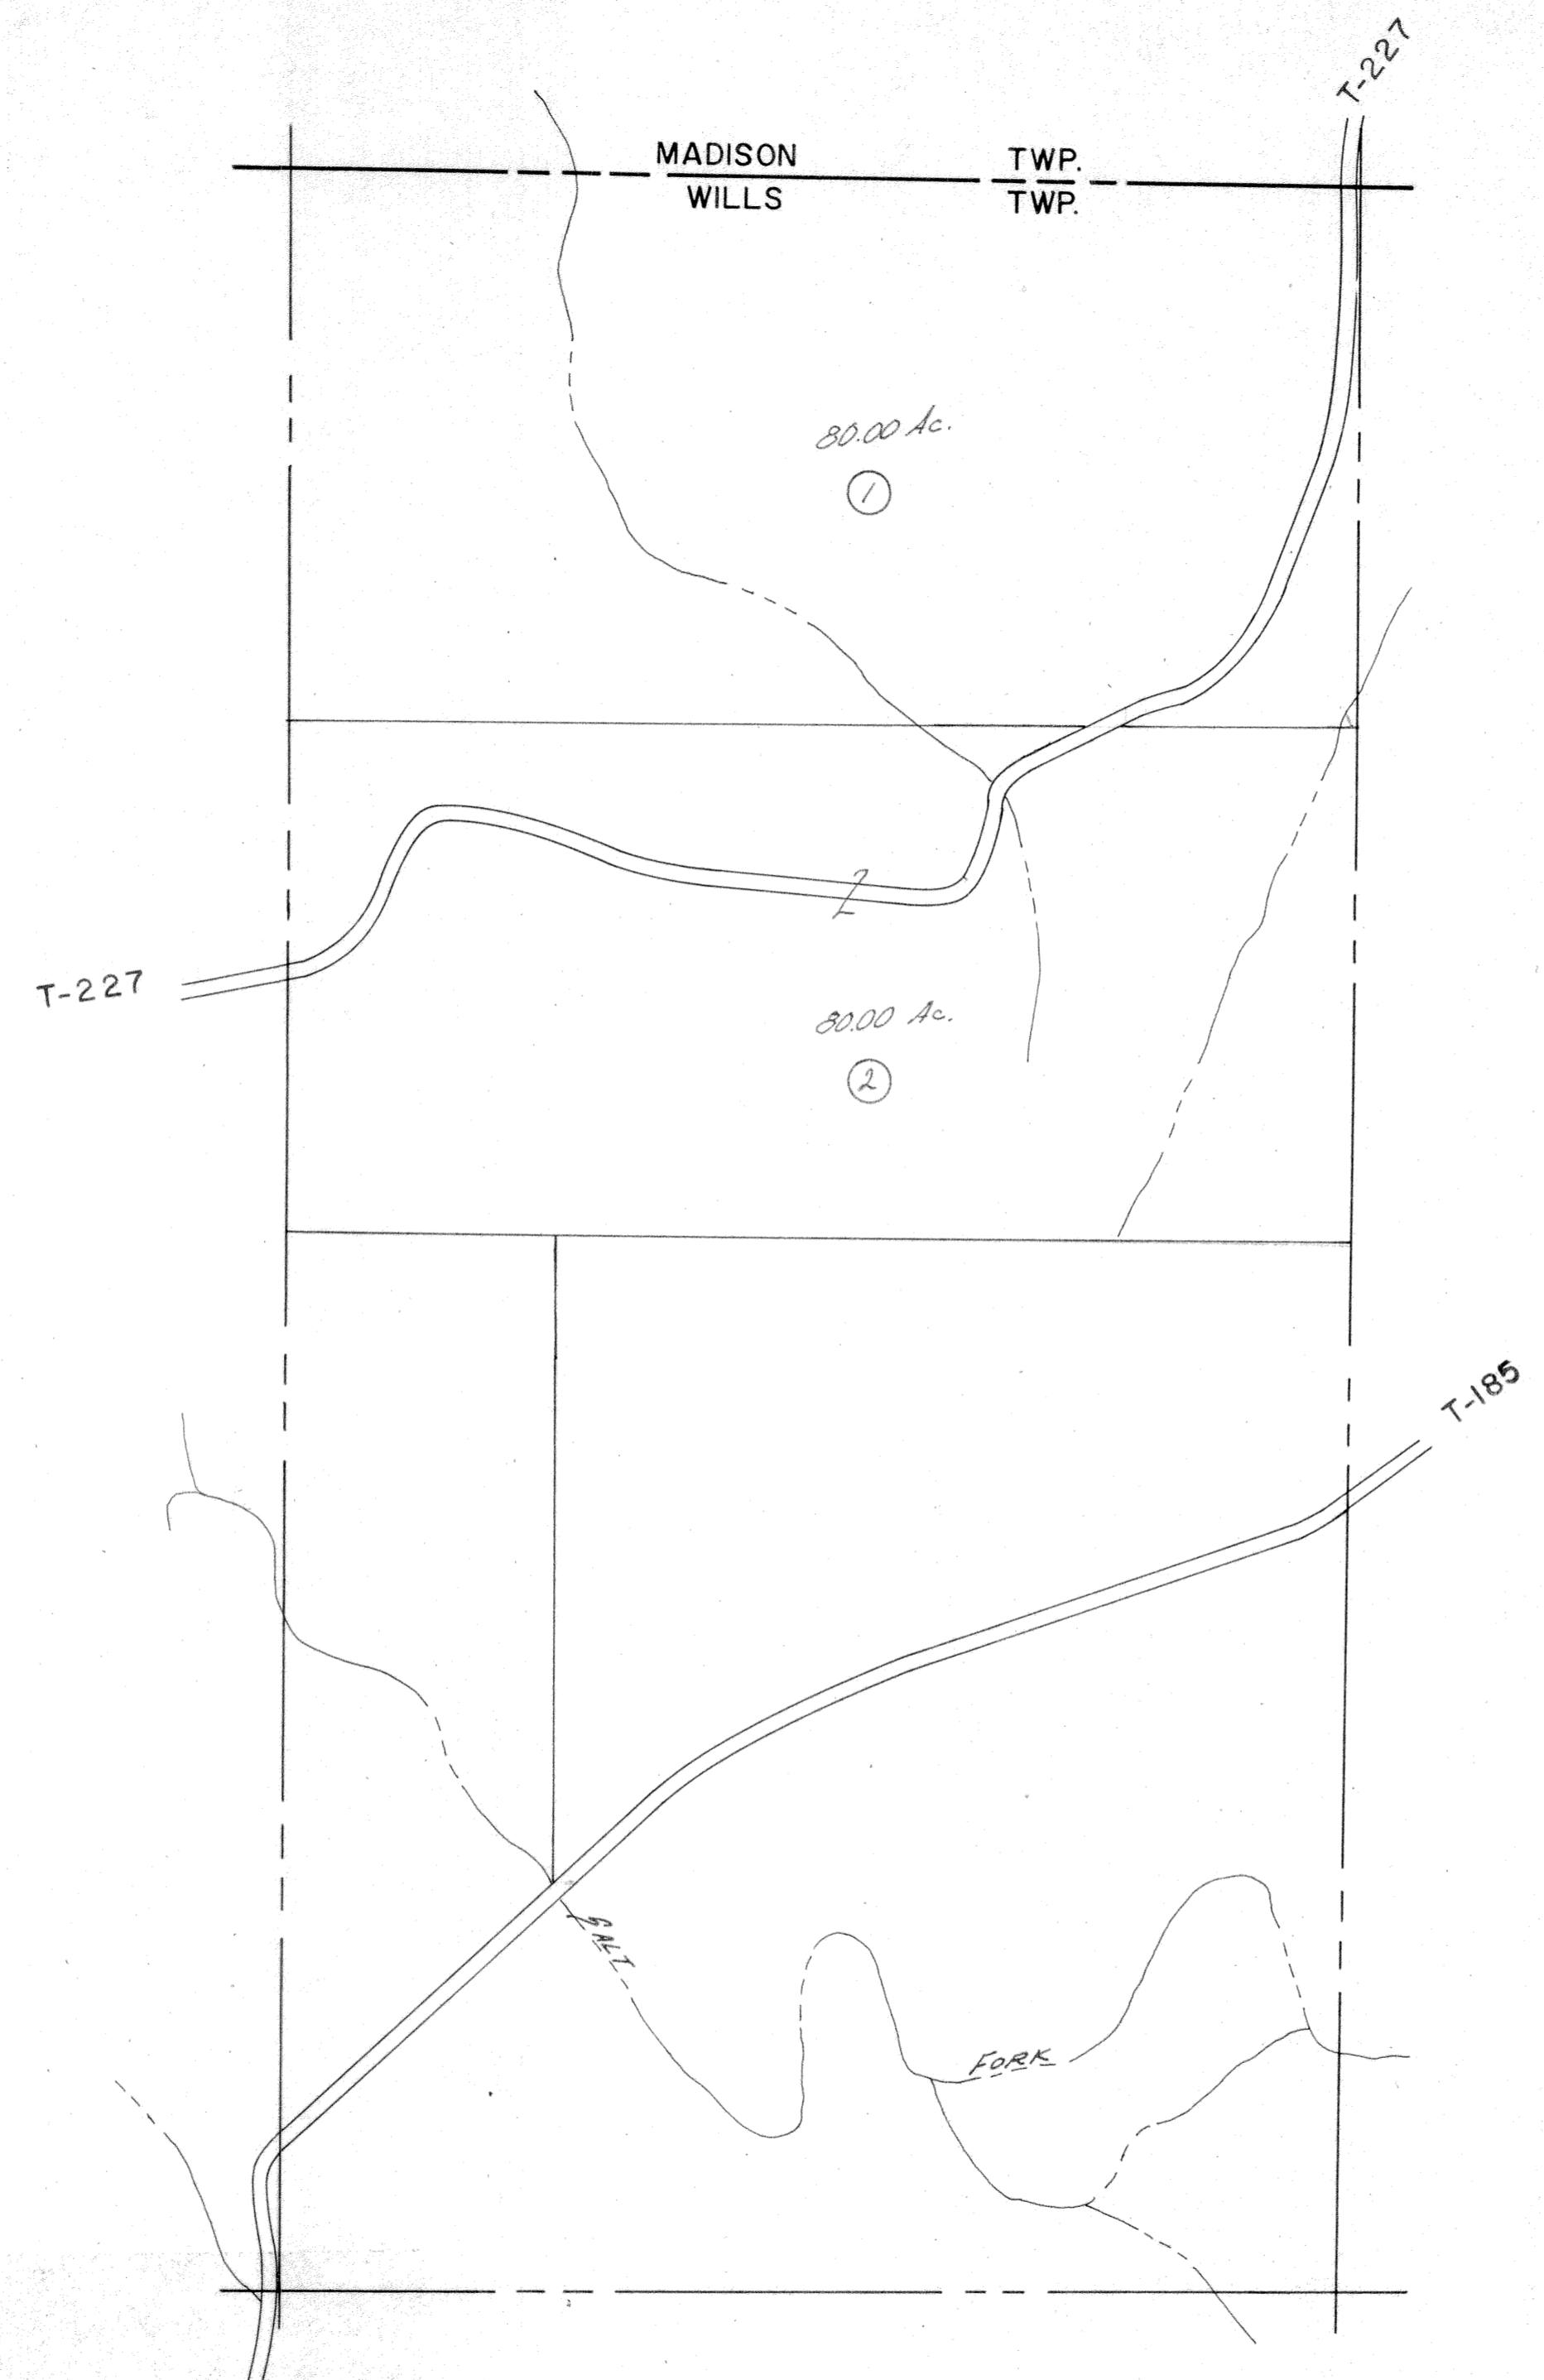 T-227
MADISON TWP.
WILLS TWP.
80.00 Ac.
1
2
T-227
80.00 Ac.
2
T-185
SALT
FORK